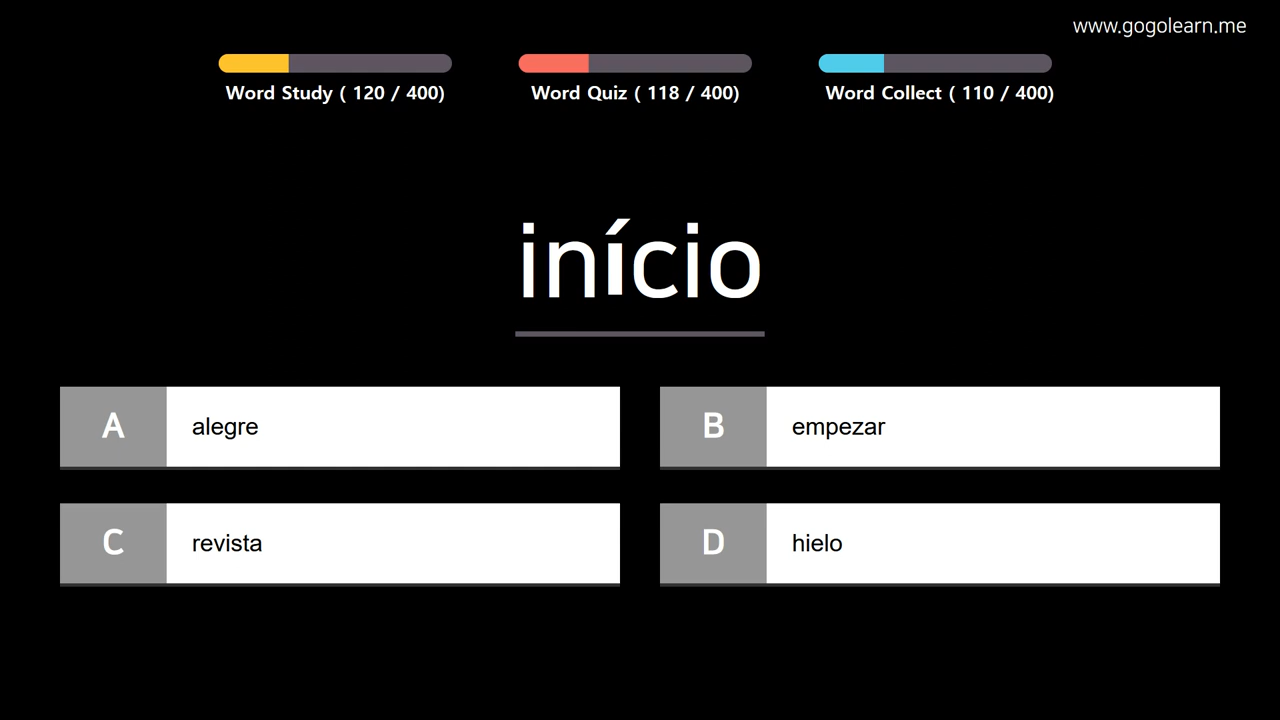 www.gogolearn.me
Word Study ( 120 / 400)
Word Quiz ( 118 / 400)
Word Collect ( 110 / 400)
início
A alegre
B empezar
C revista
D hielo